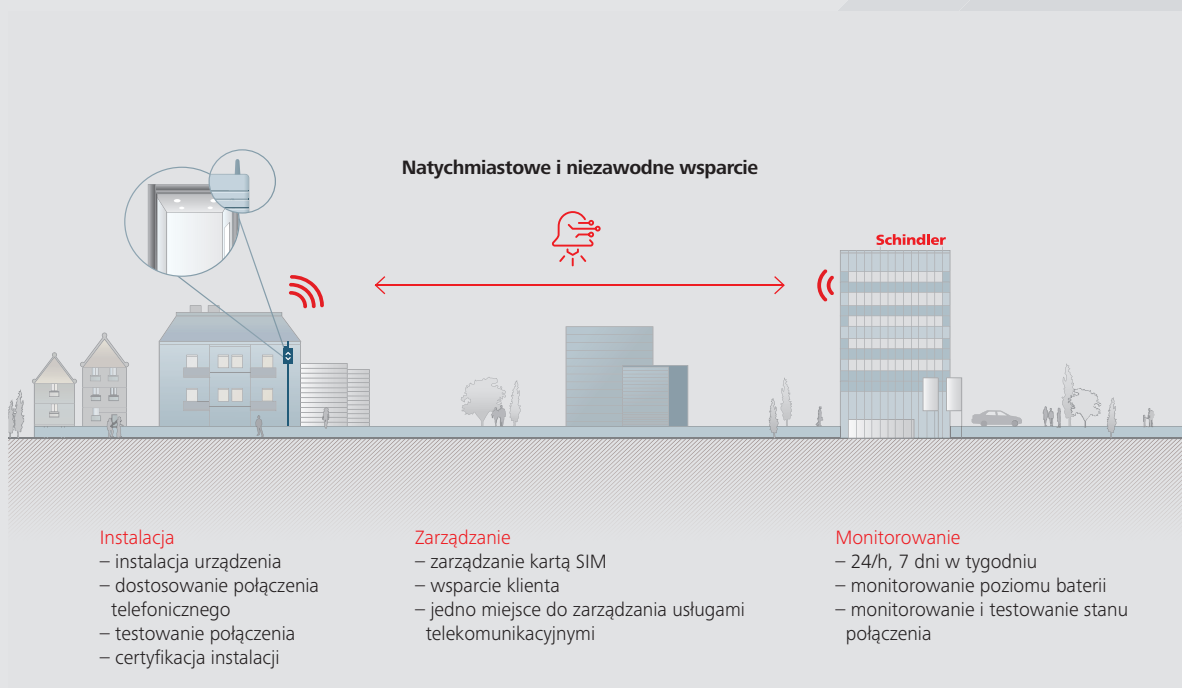 Natychmiastowe i niezawodne wsparcie
Schindler
Instalacja
– instalacja urządzenia
– dostosowanie połączenia
telefonicznego
– testowanie połączenia
– certyfikacja instalacji
Zarządzanie
– zarządzanie kartą SIM
– wsparcie klienta
– jedno miejsce do zarządzania usługami
telekomunikacyjnymi
Monitorowanie
– 24/h, 7 dni w tygodniu
– monitorowanie poziomu baterii
– monitorowanie i testowanie stanu
połączenia